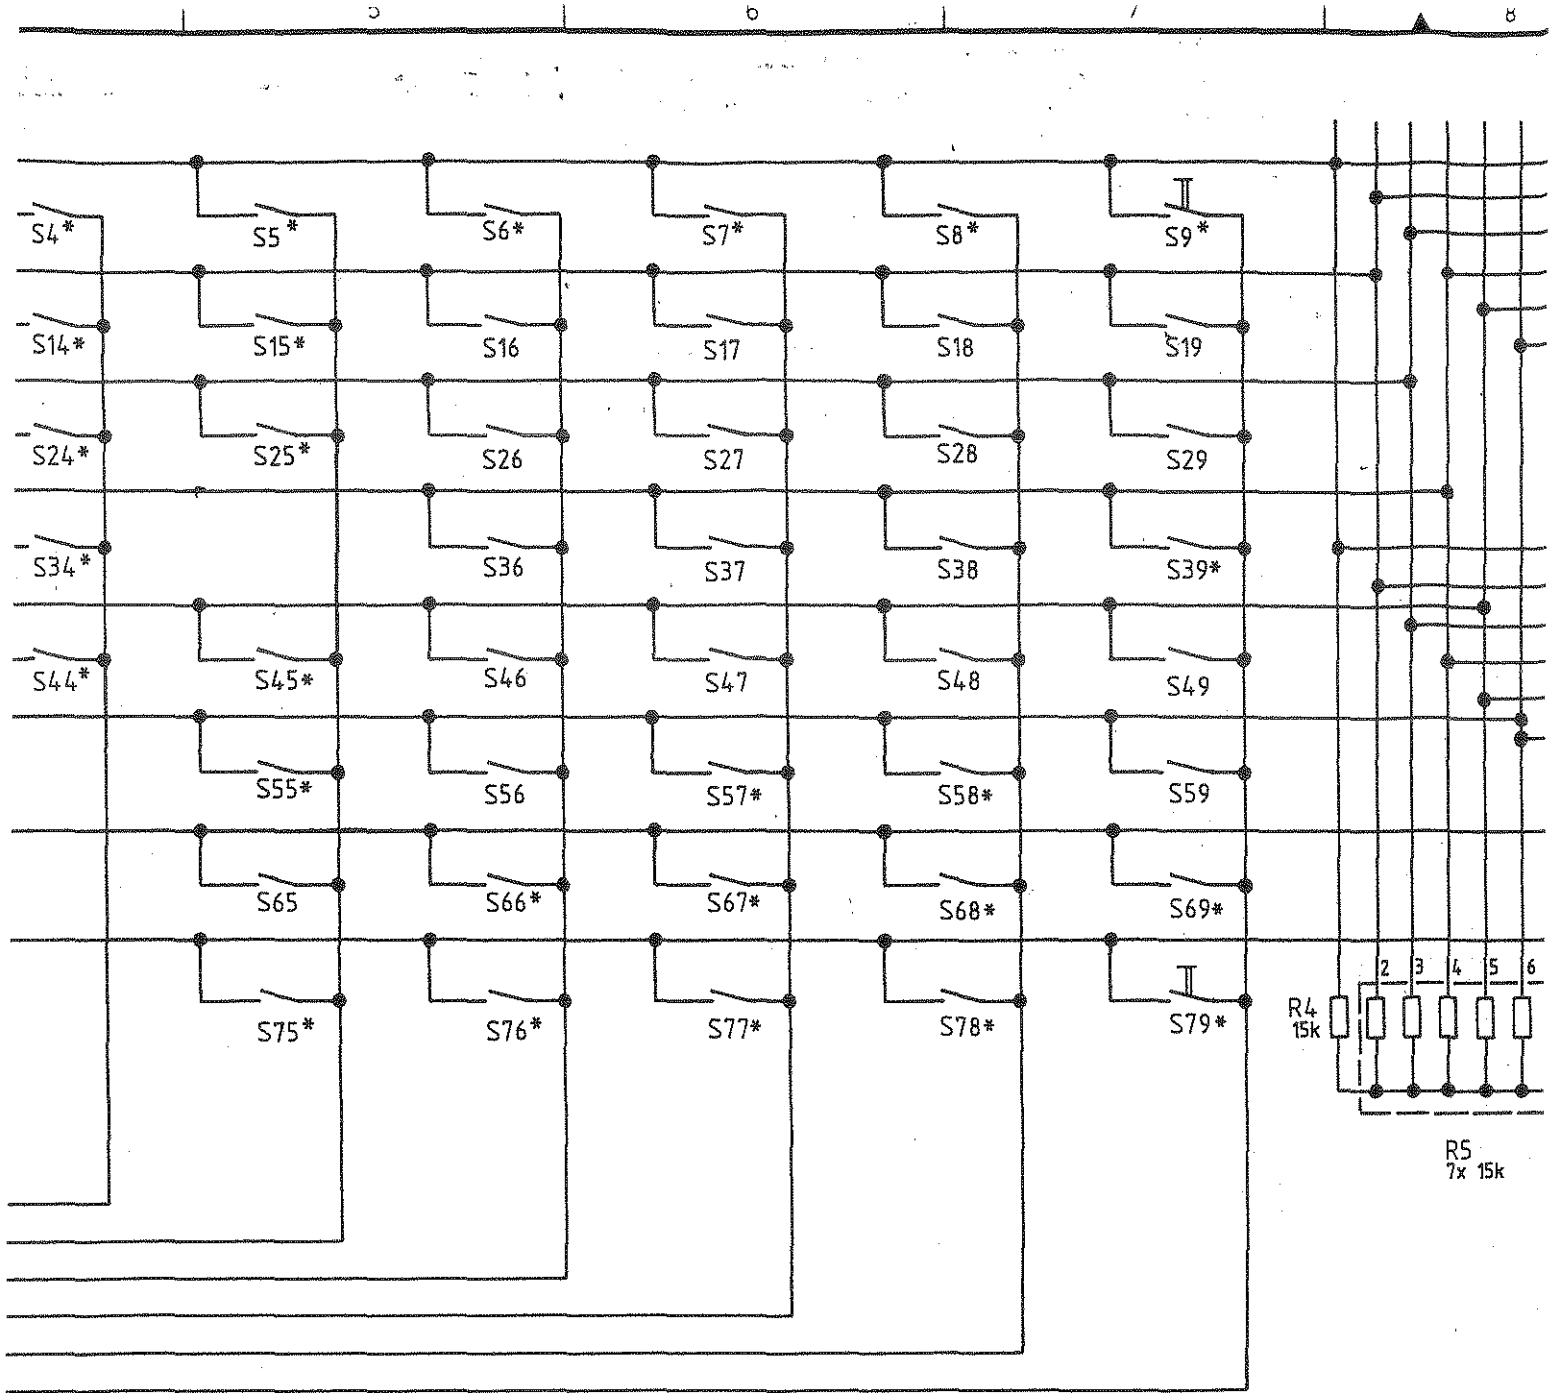 5 6 7 8
S4* S5* S6* S7* S8* S9*
S14* S15* S16 S17 S18 S19
S24* S25* S26 S27 S28 S29
S34* S36 S37 S38 S39*
S44* S45* S46 S47 S48 S49
S55* S56 S57* S58* S59
S65 S66* S67* S68* S69*
2 3 4 5 6
S75* S76* S77* S78* S79*
R4
15k
R5
7x 15k